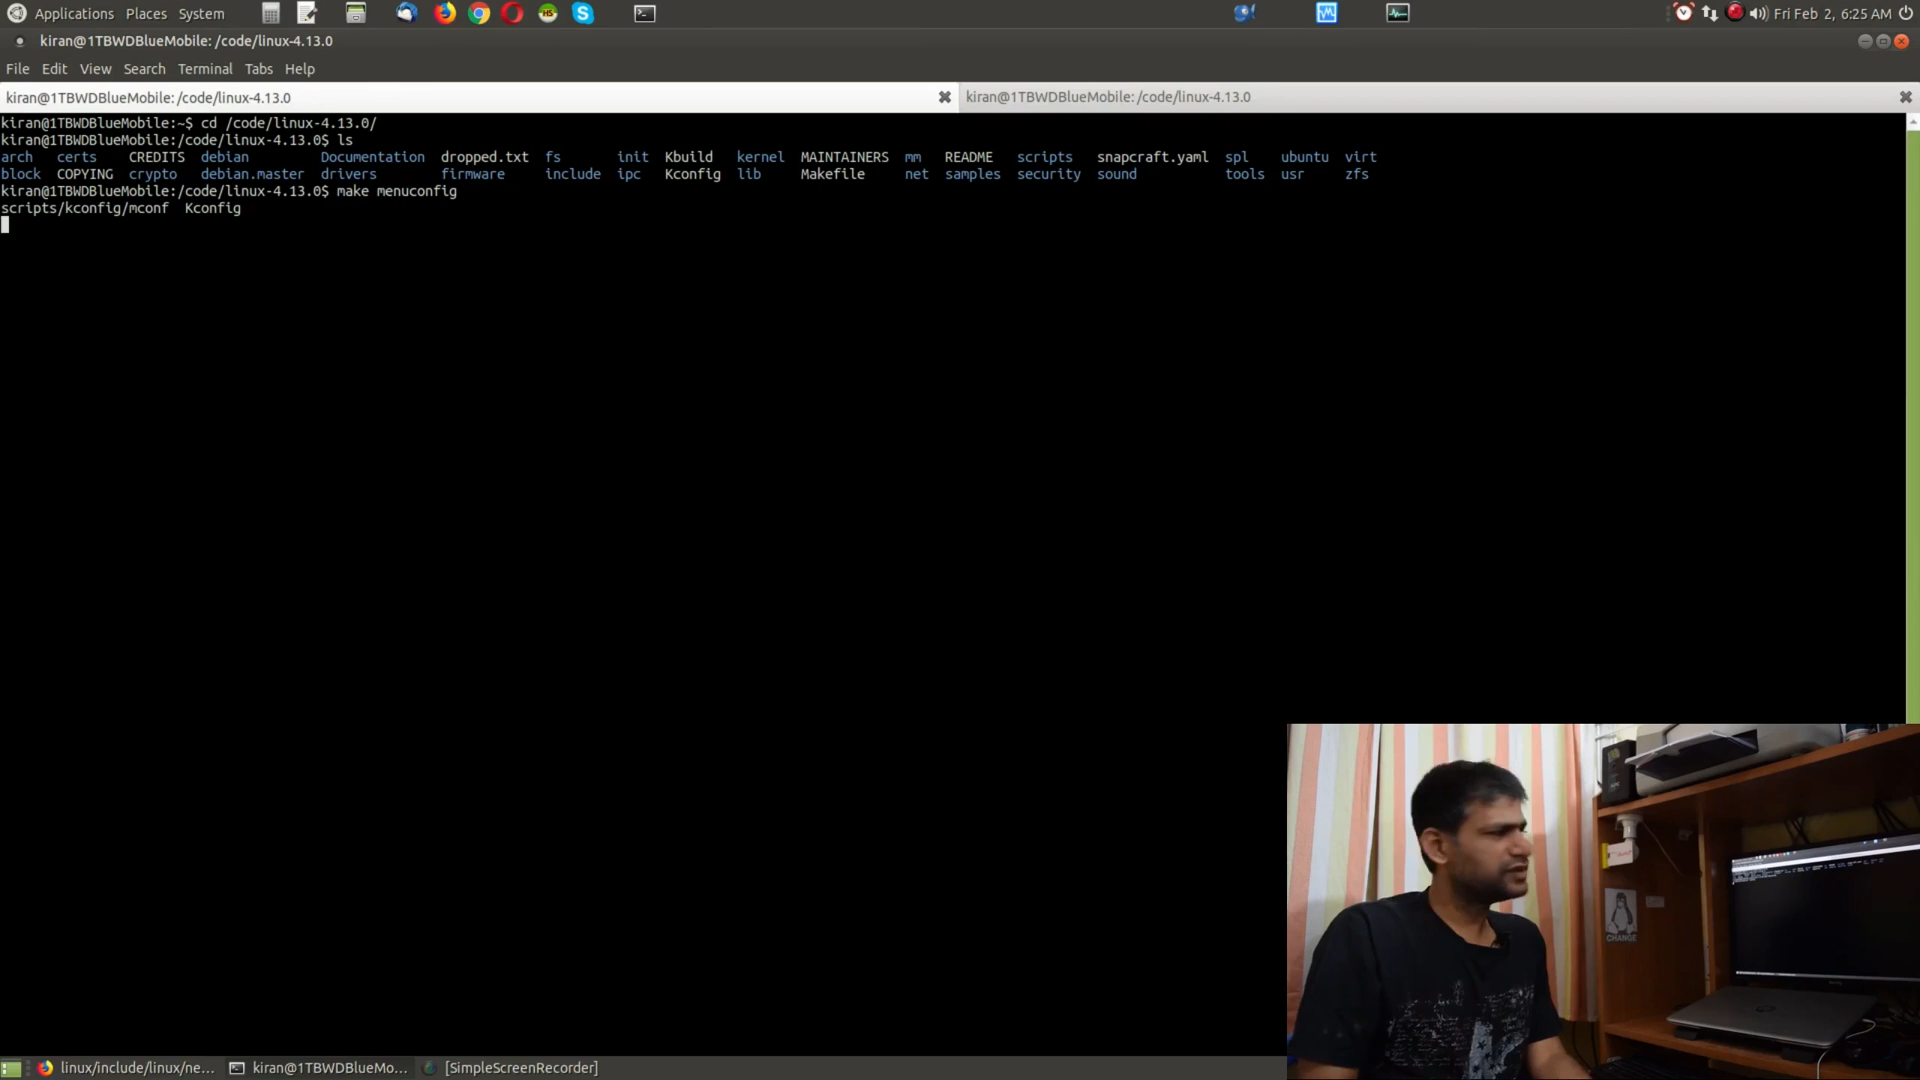 Applications Places System Fri Feb 2, 6:25 AM
kiran@1TBWDBlueMobile: /code/linux-4.13.0
File Edit View Search Terminal Tabs Help
kiran@1TBWDBlueMobile: /code/linux-4.13.0 kiran@1TBWDBlueMobile: /code/linux-4.13.0
kiran@1TBWDBlueMobile:~$ cd /code/linux-4.13.0/
kiran@1TBWDBlueMobile:/code/linux-4.13.0$ ls
arch certs CREDITS debian Documentation dropped.txt fs init Kbuild kernel MAINTAINERS mm README scripts snapcraft.yaml spl ubuntu virt
block COPYING crypto debian.master drivers firmware include ipc Kconfig lib Makefile net samples security sound tools usr zfs
kiran@1TBWDBlueMobile:/code/linux-4.13.0$ make menuconfig
scripts/kconfig/mconf Kconfig
CHANGE
linux/include/linux/ne... kiran@1TBWDBlueMo... [SimpleScreenRecorder]